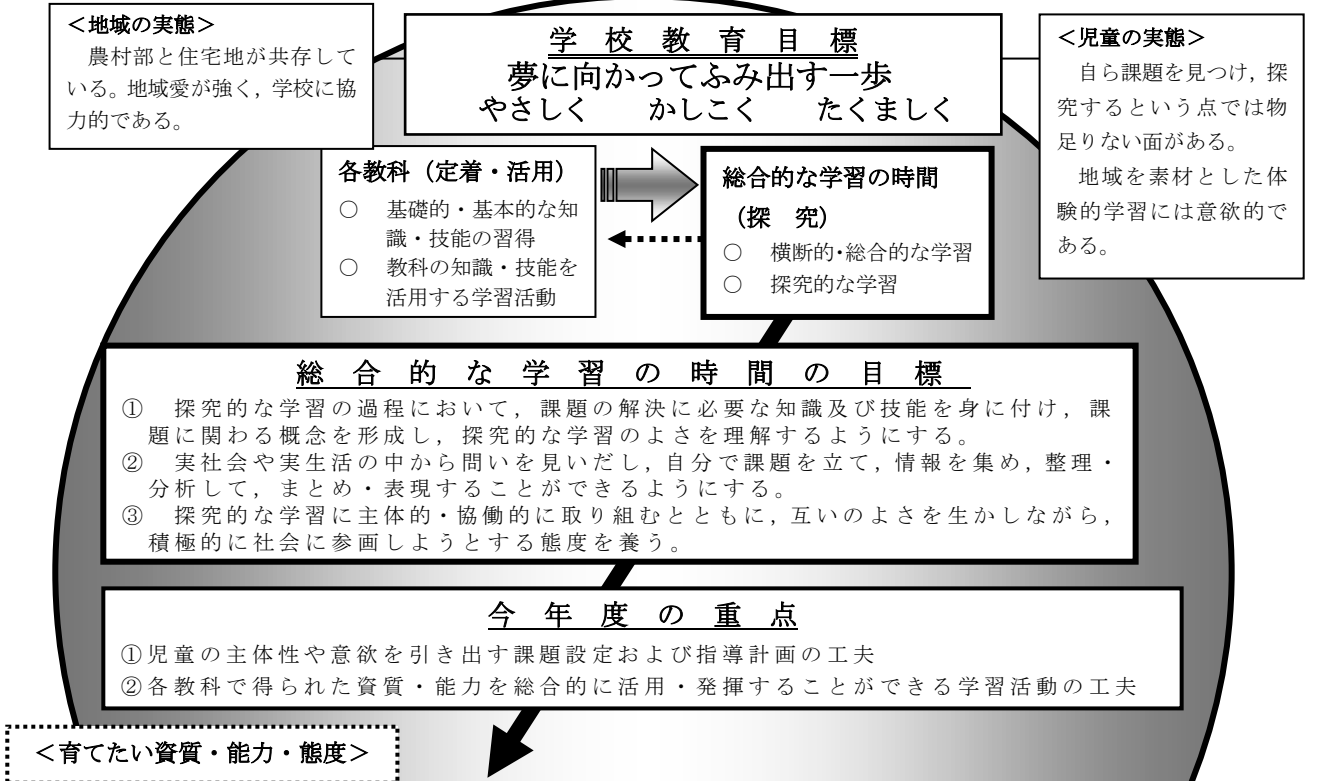 ＜地域の実態＞
　農村部と住宅地が共存して
いる。地域愛が強く，学校に協
力的である。
学　校　教　育　目　標
夢に向かってふみ出す一歩
やさしく　　かしこく　　たくましく
＜児童の実態＞
　自ら課題を見つけ，探
究するという点では物
足りない面がある。
　地域を素材とした体
験的学習には意欲的で
ある。
各教科（定着・活用）
○　基礎的・基本的な知
識・技能の習得
○　教科の知識・技能を
活用する学習活動
総合的な学習の時間
（探　究）
○　横断的・総合的な学習
○　探究的な学習
総合的な学習の時間の目標
①　探究的な学習の過程において，課題の解決に必要な知識及び技能を身に付け，課
題に関わる概念を形成し，探究的な学習のよさを理解するようにする。
②　実社会や実生活の中から問いを見いだし，自分で課題を立て，情報を集め，整理・
分析して，まとめ・表現することができるようにする。
③　探究的な学習に主体的・協働的に取り組むとともに，互いのよさを生かしながら，
積極的に社会に参画しようとする態度を養う。
今年度の重点
①児童の主体性や意欲を引き出す課題設定および指導計画の工夫
②各教科で得られた資質・能力を総合的に活用・発揮することができる学習活動の工夫
＜育てたい資質・能力・態度＞